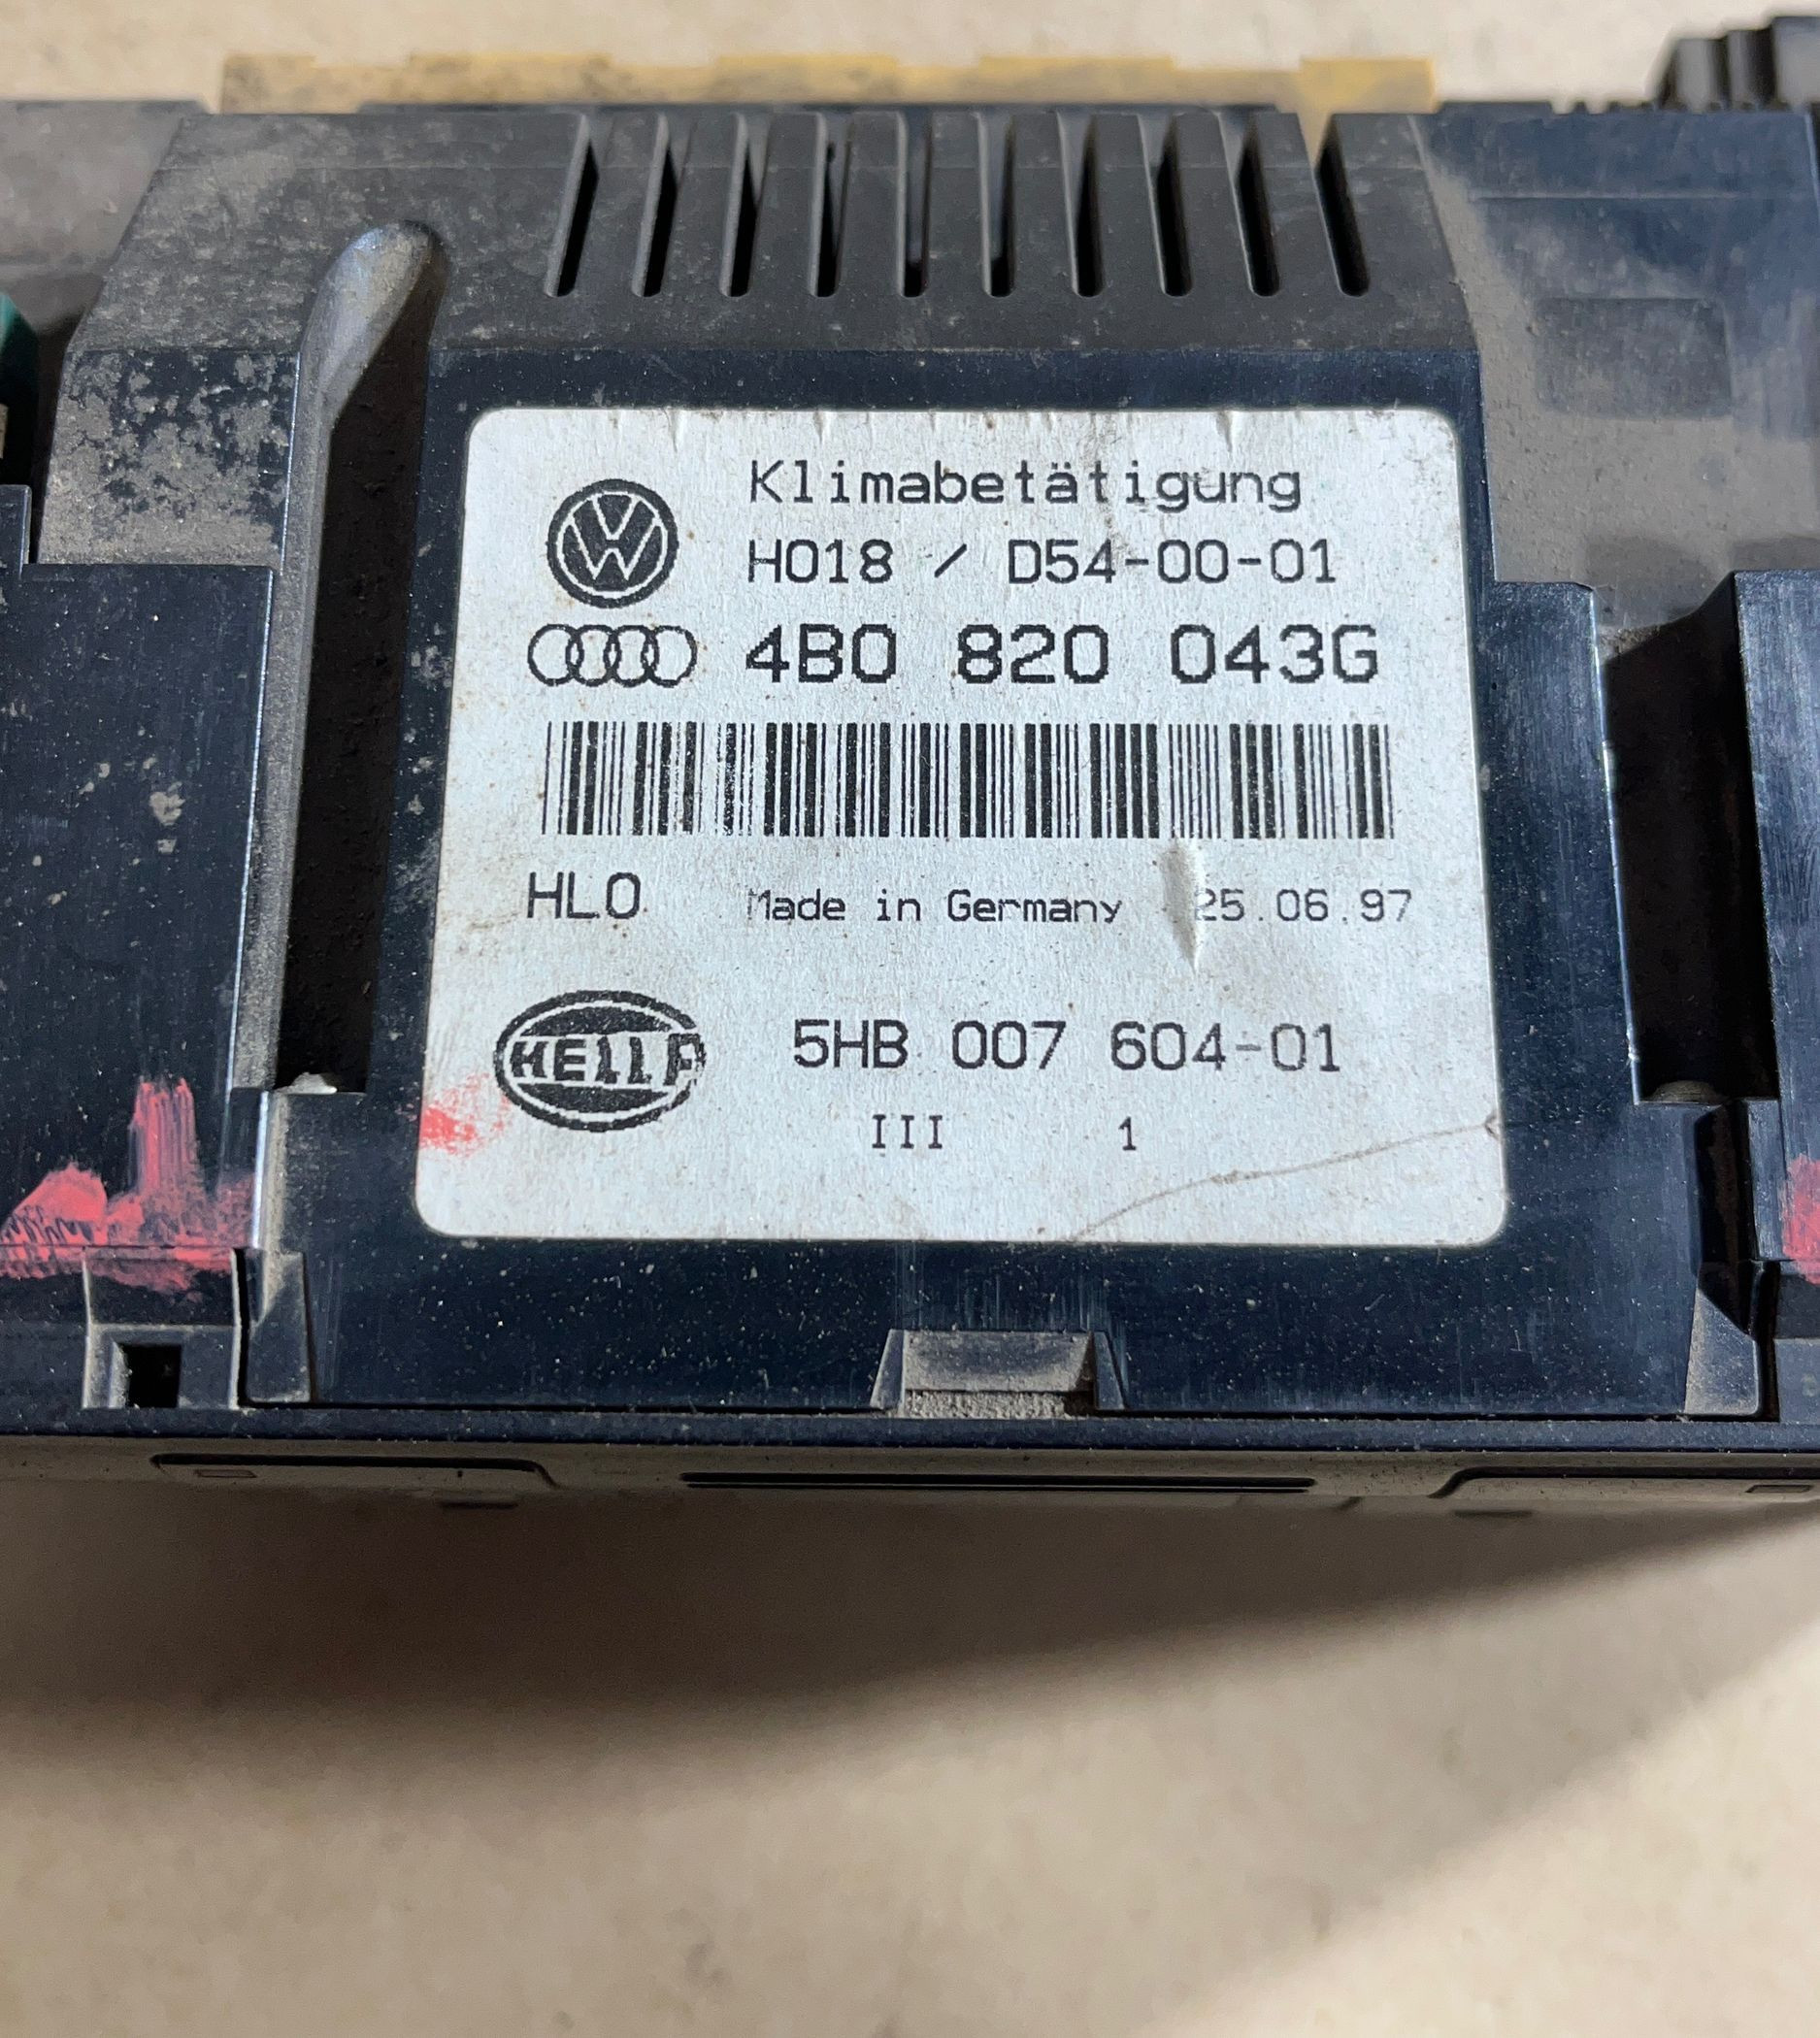 Klimabetätigung
H018 / D54-00-01
4B0 820 043G
HLO Made in Germany 25.06.97
HELLA 5HB 007 604-01
III 1